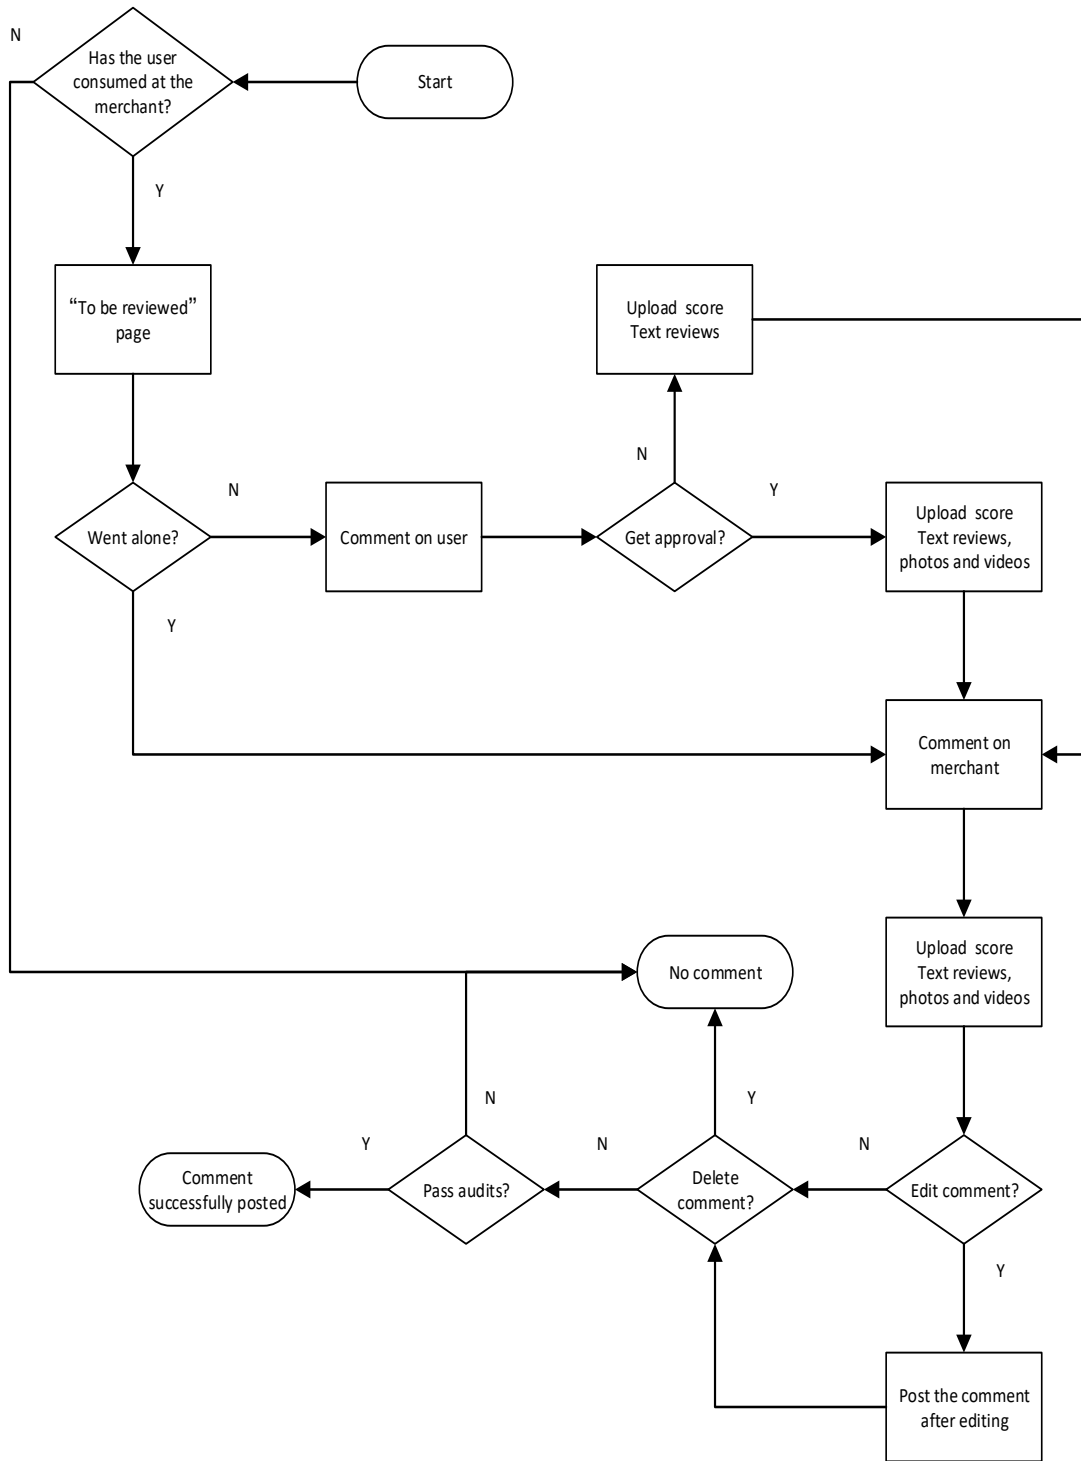 N
Has the user
consumed at the
merchant?
Start
Y
“To be reviewed”
page
Upload score
Text reviews
N
N
Y
Went alone?
Comment on user
Get approval?
Upload score
Text reviews,
photos and videos
Y
Comment on
merchant
No comment
Upload score
Text reviews,
photos and videos
N
Y
Y
N
N
Comment
successfully posted
Pass audits?
Delete
comment?
Edit comment?
Y
Post the comment
after editing